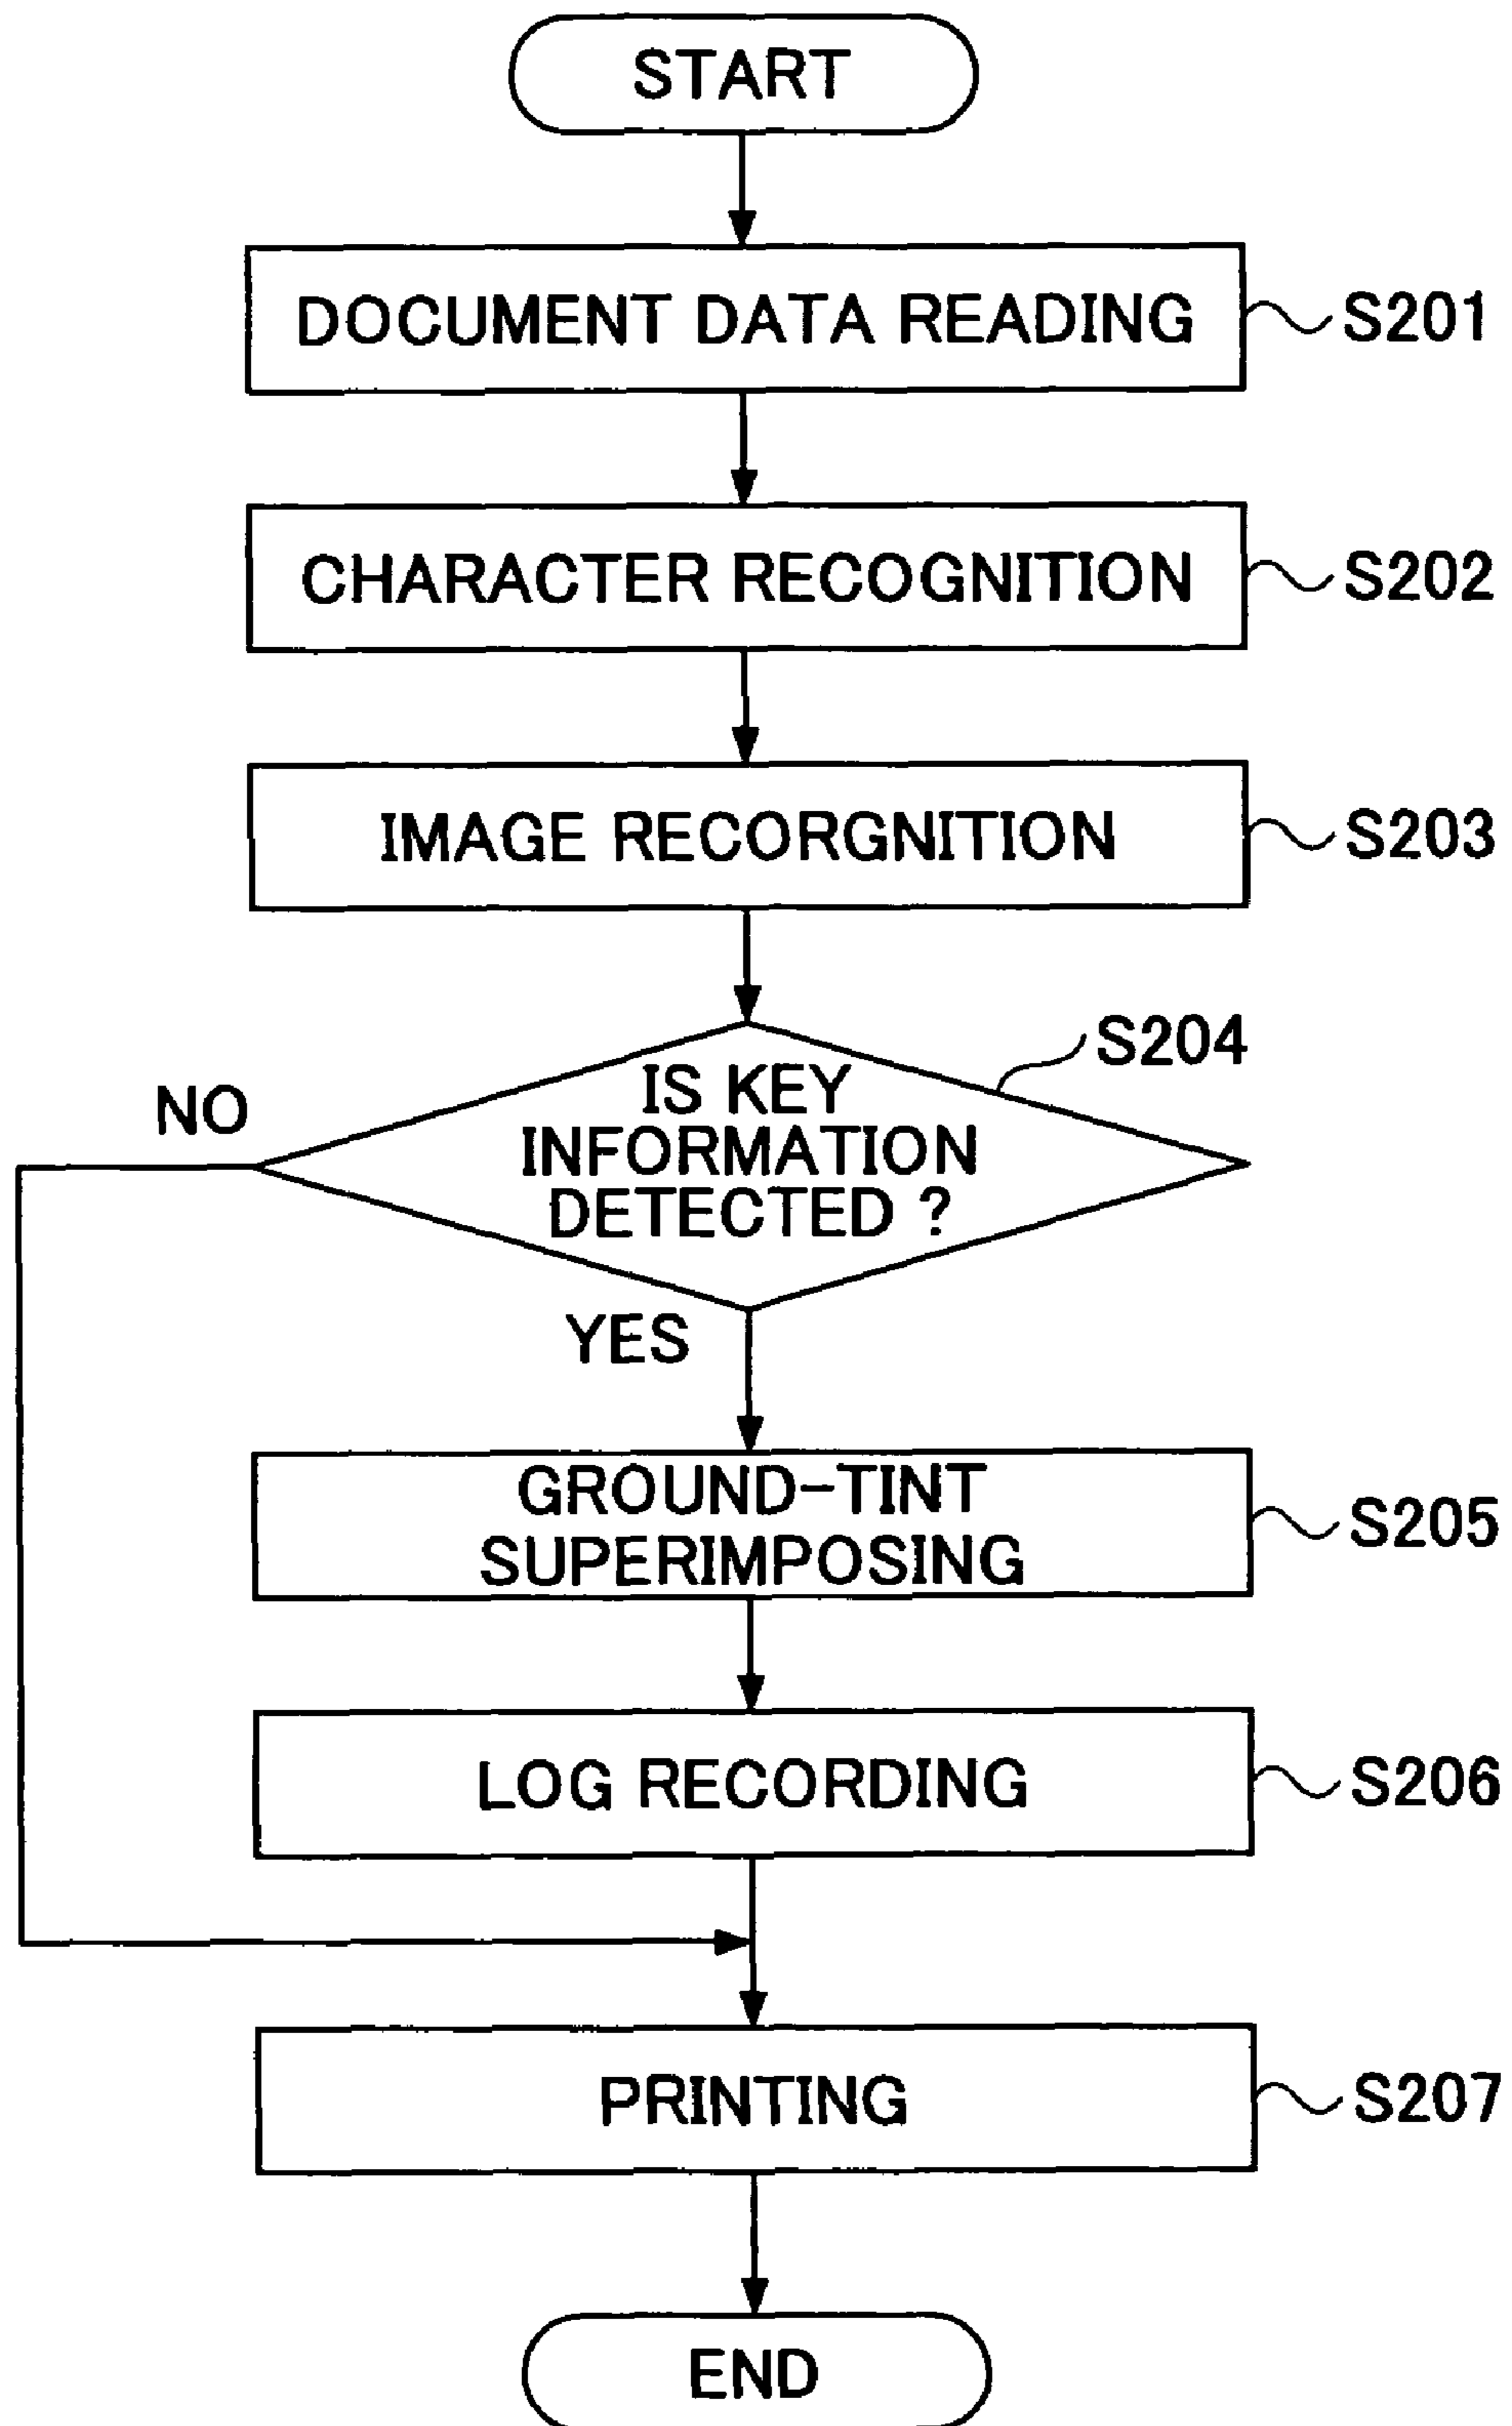 START
DOCUMENT DATA READING
S201
CHARACTER RECOGNITION
S202
IMAGE RECORGNITION
S203
S204
IS KEY
INFORMATION
DETECTED ?
NO
YES
GROUND-TINT
SUPERIMPOSING
S205
LOG RECORDING
S206
PRINTING
S207
END